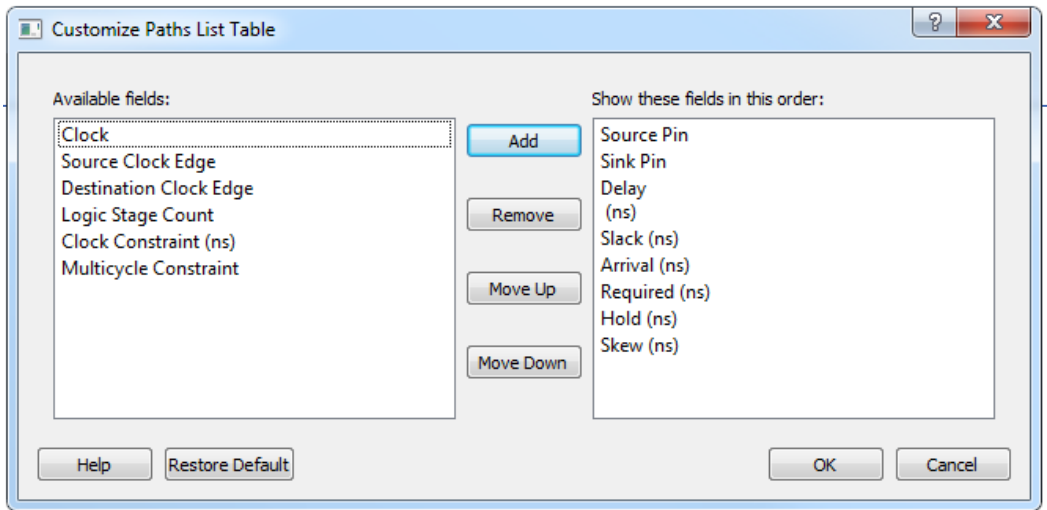 Customize Paths List Table
?
Available fields:
Show these fields in this order:
Clock
Source Clock Edge
Destination Clock Edge
Logic Stage Count
Clock Constraint (ns)
Multicycle Constraint
Add
Remove
Move Up
Move Down
Source Pin
Sink Pin
Delay
(ns)
Slack (ns)
Arrival (ns)
Required (ns)
Hold (ns)
Skew (ns)
Help
Restore Default
OK
Cancel